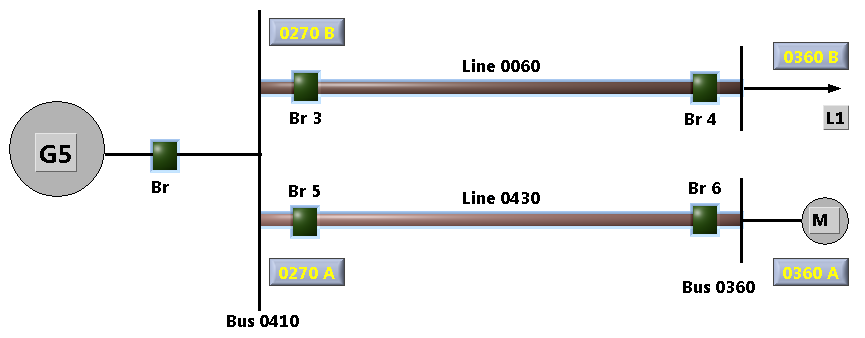 0270 B
Line 0060
0360 B
Br 3
Br 4
L1
G5
Br
Br 5
Line 0430
Br 6
M
0270 A
0360 A
Bus 0360
Bus 0410